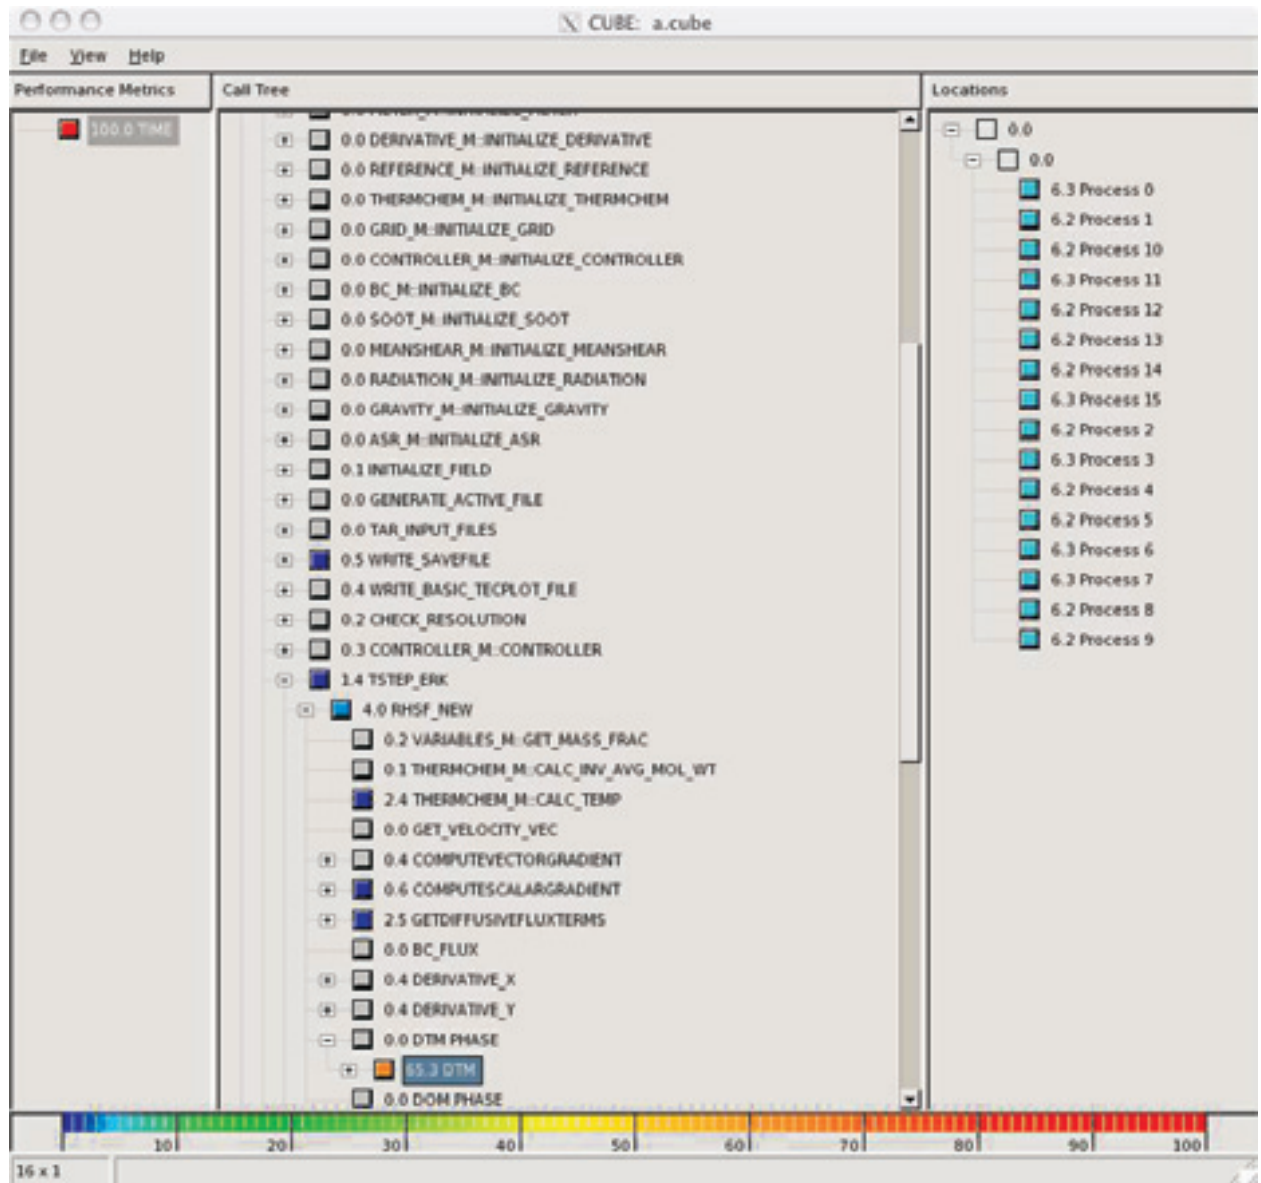 X CUBE: a.cube
File View Help
Performance Metrics
Call Tree
Locations
100.0 TIME
0.0 DERIVATIVE_M::INITIALIZE_DERIVATIVE
0.0 REFERENCE_M::INITIALIZE_REFERENCE
0.0 THERMCHEM_M::INITIALIZE_THERMCHEM
0.0 GRID_M::INITIALIZE_GRID
0.0 CONTROLLER_M::INITIALIZE_CONTROLLER
0.0 BC_M::INITIALIZE_BC
0.0 SOOT_M::INITIALIZE_SOOT
0.0 MEANSHEAR_M::INITIALIZE_MEANSHEAR
0.0 RADIATION_M::INITIALIZE_RADIATION
0.0 GRAVITY_M::INITIALIZE_GRAVITY
0.0 ASR_M::INITIALIZE_ASR
0.1 INITIALIZE_FIELD
0.0 GENERATE_ACTIVE_FILE
0.0 TAR_INPUT_FILES
0.5 WRITE_SAVEFILE
0.4 WRITE_BASIC_TECPLOT_FILE
0.2 CHECK_RESOLUTION
0.3 CONTROLLER_M::CONTROLLER
1.4 TSTEP_ERK
4.0 RHSF_NEW
0.2 VARIABLES_M::GET_MASS_FRAC
0.1 THERMCHEM_M::CALC_INV_AVG_MOL_WT
2.4 THERMCHEM_M::CALC_TEMP
0.0 GET_VELOCITY_VEC
0.4 COMPUTEVECTORGRADIENT
0.6 COMPUTESCALARGRADIENT
2.5 GETDIFFUSIVEFLUXTERMS
0.0 BC_FLUX
0.4 DERIVATIVE_X
0.4 DERIVATIVE_Y
0.0 DTM PHASE
65.3 DTM
0.0 DOM PHASE
0.0
0.0
6.3 Process 0
6.2 Process 1
6.2 Process 10
6.3 Process 11
6.2 Process 12
6.2 Process 13
6.2 Process 14
6.3 Process 15
6.2 Process 2
6.3 Process 3
6.2 Process 4
6.2 Process 5
6.3 Process 6
6.3 Process 7
6.2 Process 8
6.2 Process 9
10 20 30 40 50 60 70 80 90 100
16 x 1